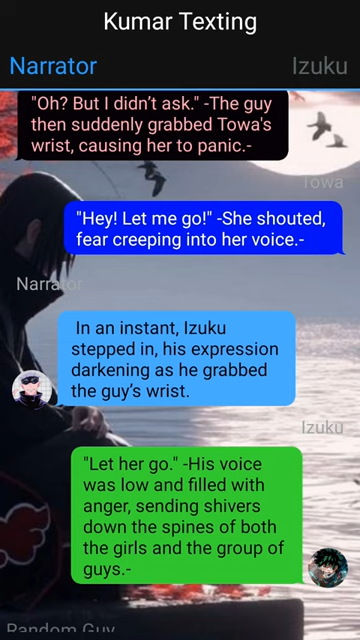 Kumar Texting
Narrator
Izuku
"Oh? But I didn’t ask." -The guy
then suddenly grabbed Towa's
wrist, causing her to panic.-
Towa
"Hey! Let me go!" -She shouted,
fear creeping into her voice.-
Narrator
In an instant, Izuku
stepped in, his expression
darkening as he grabbed
the guy’s wrist.
Izuku
"Let her go." -His voice
was low and filled with
anger, sending shivers
down the spines of both
the girls and the group of
guys.-
Random Guy